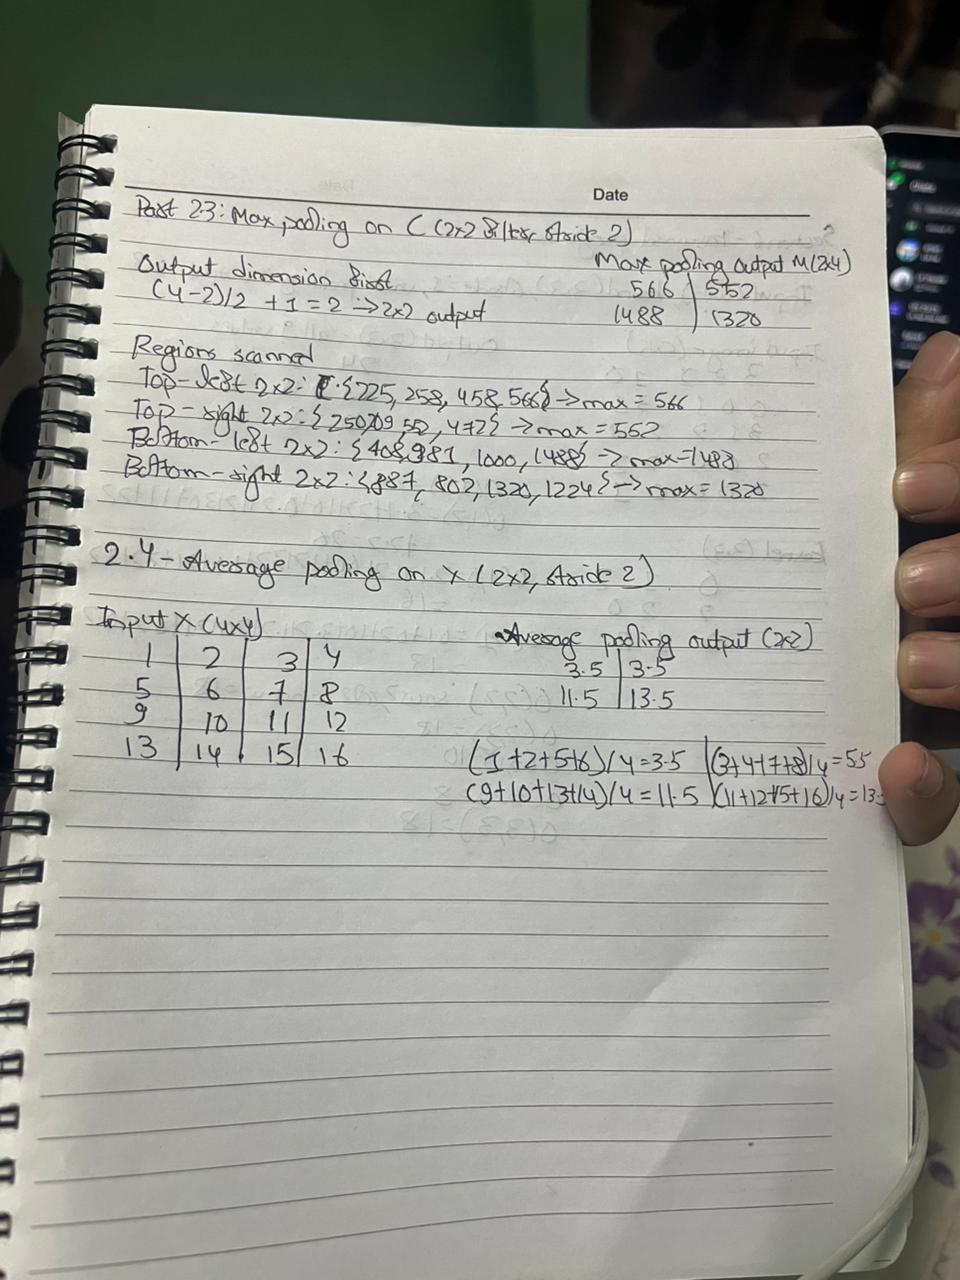 Date
Part 23: Max pooling on C (2x2 filter, stride 2)
Max pooling output M(2x4)
566 | 552
1488 | 1320
Output dimension first
(4-2)/2 + 1 = 2 → 2x2 output
Regions scanned
Top-left 2x2: {225, 258, 458, 566} → max = 566
Top-right 2x2: {250, 209, 552, 472} → max = 552
Bottom-left 2x2: {408, 981, 1000, 1488} → max = 1488
Bottom-right 2x2: {887, 802, 1320, 1224} → max = 1320
2.4 - Average pooling on X (2x2, stride 2)
Input X (4x4)
1 | 2 | 3 | 4
5 | 6 | 7 | 8
9 | 10 | 11 | 12
13 | 14 | 15 | 16
Average pooling output (2x2)
3.5 | 3.5
11.5 | 13.5
(1+2+5+6)/4 = 3.5 | (3+4+7+8)/4 = 5.5
(9+10+13+14)/4 = 11.5 | (11+12+15+16)/4 = 13.